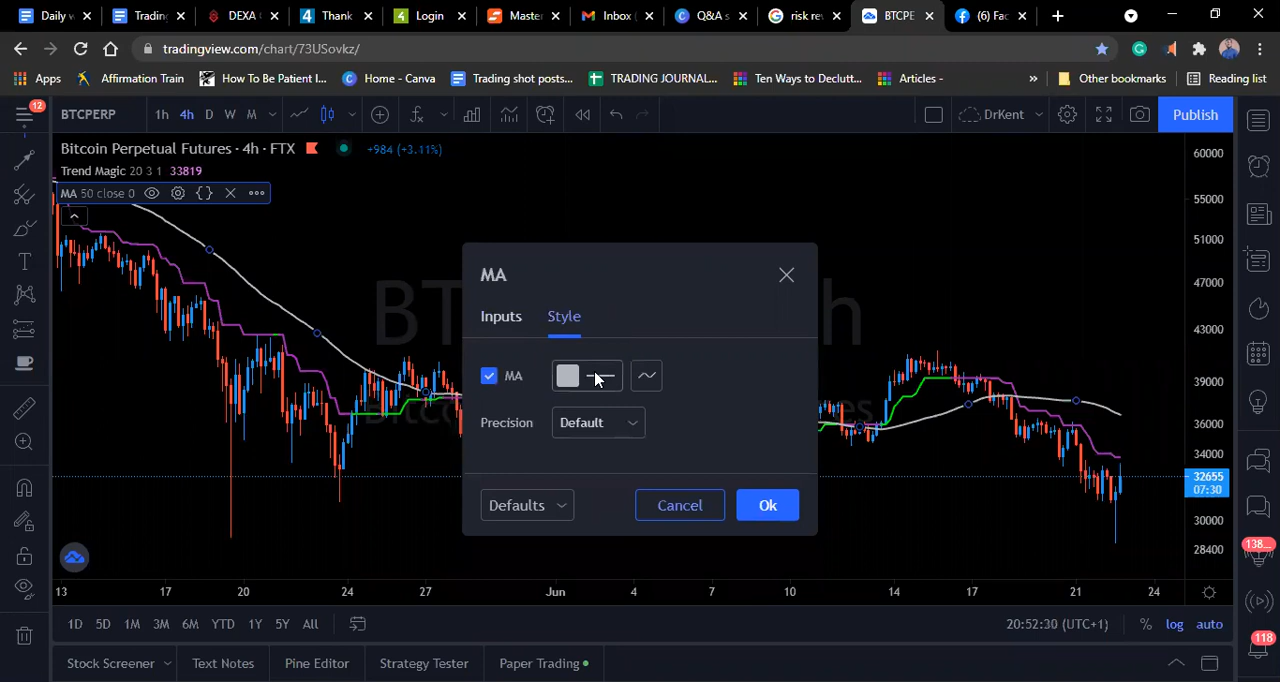 Daily w
Trading
DEXA
Thank
Login
Master
Inbox (
Q&A s
risk re
BTCPE
(6) Fac
tradingview.com/chart/73USovkz/
Apps
Affirmation Train
How To Be Patient I...
Home - Canva
Trading shot posts...
TRADING JOURNAL...
Ten Ways to Declutt...
Articles -
»
Other bookmarks
Reading list
12
BTCPERP
1h
4h
D
W
M
DrKent
Publish
Bitcoin Perpetual Futures · 4h · FTX
+984 (+3.11%)
Trend Magic 20 3 1 33819
MA 50 close 0
60000
55000
51000
47000
43000
39000
36000
34000
32655
07:30
30000
28400
MA
Inputs
Style
MA
Precision
Default
Defaults
Cancel
Ok
13
17
20
24
27
Jun
4
7
10
14
17
21
24
138...
118
1D
5D
1M
3M
6M
YTD
1Y
5Y
All
20:52:30 (UTC+1)
%
log
auto
Stock Screener
Text Notes
Pine Editor
Strategy Tester
Paper Trading